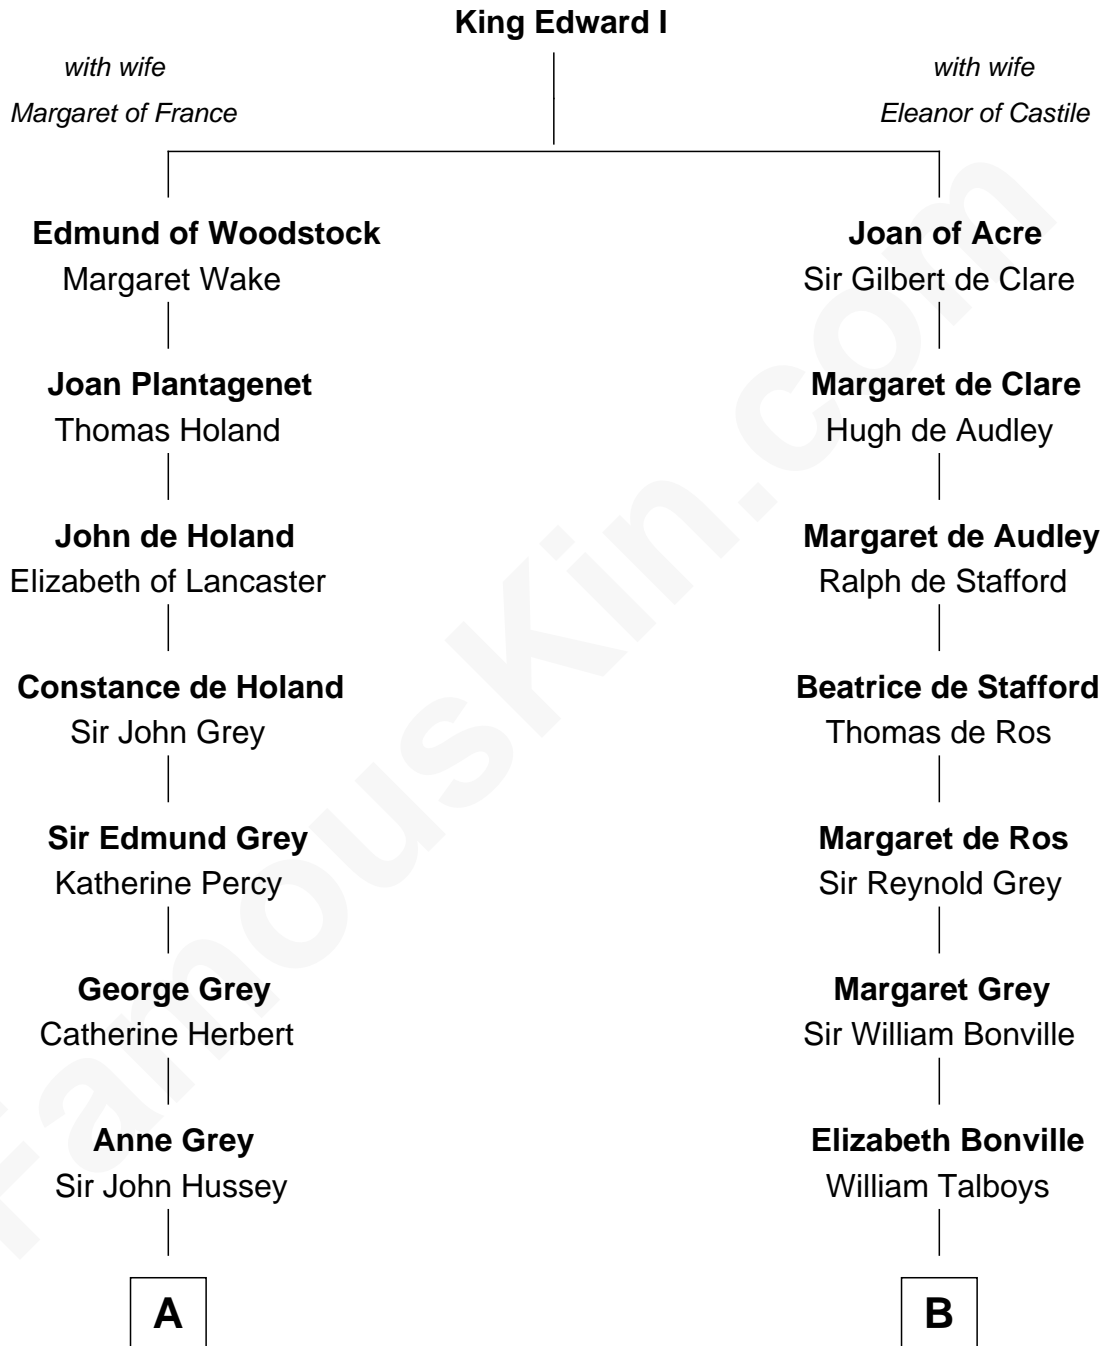 King Edward I
with wife
Margaret of France
with wife
Eleanor of Castile
Edmund of Woodstock
Margaret Wake
Joan of Acre
Sir Gilbert de Clare
Joan Plantagenet
Thomas Holand
Margaret de Clare
Hugh de Audley
John de Holand
Elizabeth of Lancaster
Margaret de Audley
Ralph de Stafford
Constance de Holand
Sir John Grey
Beatrice de Stafford
Thomas de Ros
Sir Edmund Grey
Katherine Percy
Margaret de Ros
Sir Reynold Grey
George Grey
Catherine Herbert
Margaret Grey
Sir William Bonville
Anne Grey
Sir John Hussey
Elizabeth Bonville
William Talboys
A
B
FamousKin.com